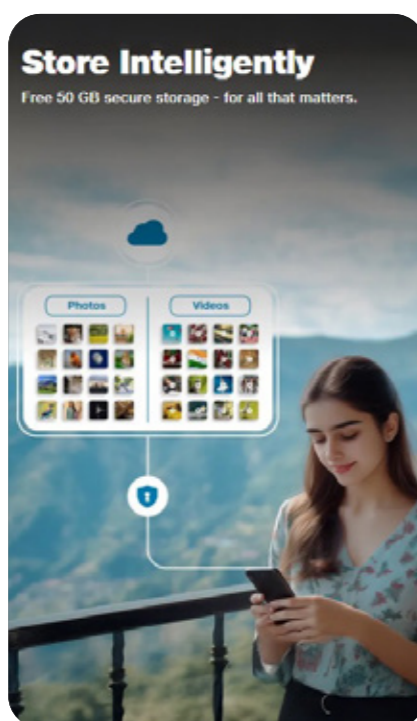 Store Intelligently
Free 50 GB secure storage - for all that matters.
Photos
Videos